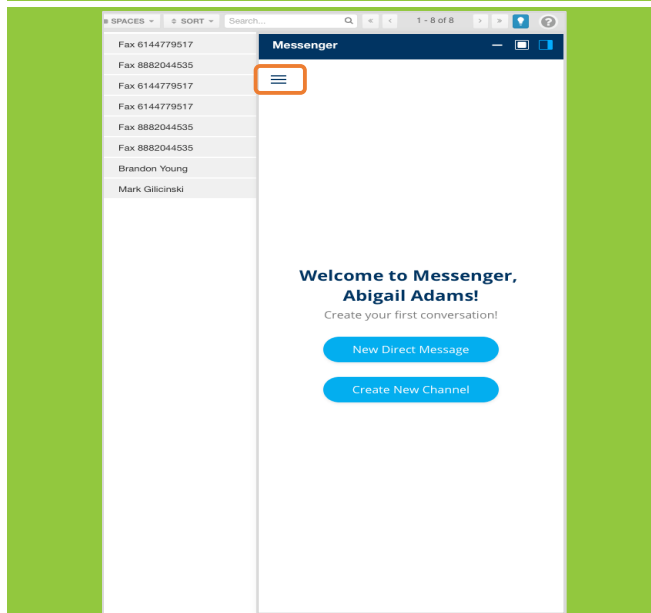 SPACES SORT Search... « < 1 - 8 of 8 > » ?
Fax 6144779517
Fax 8882044535
Fax 6144779517
Fax 6144779517
Fax 8882044535
Fax 8882044535
Brandon Young
Mark Gilicinski
Messenger
Welcome to Messenger,
Abigail Adams!
Create your first conversation!
New Direct Message
Create New Channel